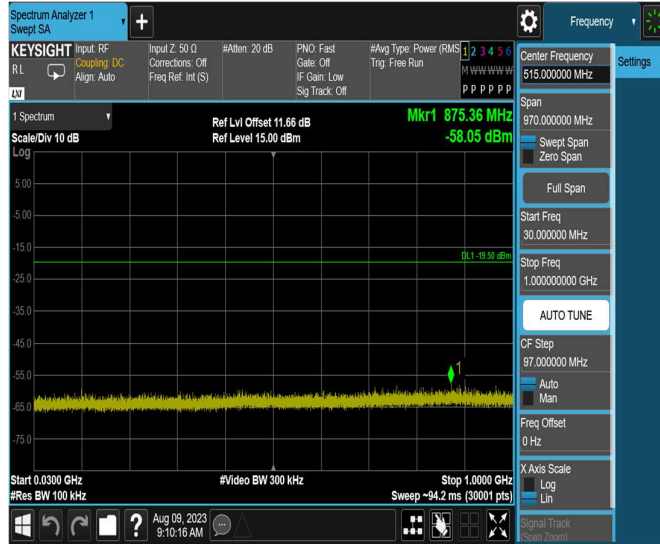 Spectrum Analyzer 1
Swept SA
Frequency
KEYSIGHT
RL
LXI
Input: RF
Coupling: DC
Align: Auto
Input Z: 50 Ω
Corrections: Off
Freq Ref: Int (S)
#Atten: 20 dB
PNO: Fast
Gate: Off
IF Gain: Low
Sig Track: Off
#Avg Type: Power (RMS
Trig: Free Run
1 2 3 4 5 6
M W W W W W
P P P P P P
Center Frequency
515.000000 MHz
Settings
Span
970.000000 MHz
Swept Span
Zero Span
Full Span
Start Freq
30.000000 MHz
Stop Freq
1.000000000 GHz
AUTO TUNE
CF Step
97.000000 MHz
Auto
Man
Freq Offset
0 Hz
X Axis Scale
Log
Lin
Signal Track
(Span Zoom)
1 Spectrum
Scale/Div 10 dB
Ref Lvl Offset 11.66 dB
Ref Level 15.00 dBm
Mkr1 875.36 MHz
-58.05 dBm
Log
5.00
-5.00
-15.0
DL1 -19.50 dBm
-25.0
-35.0
-45.0
1
-55.0
-65.0
-75.0
Start 0.0300 GHz
#Res BW 100 kHz
#Video BW 300 kHz
Stop 1.0000 GHz
Sweep ~94.2 ms (30001 pts)
?
Aug 09, 2023
9:10:16 AM